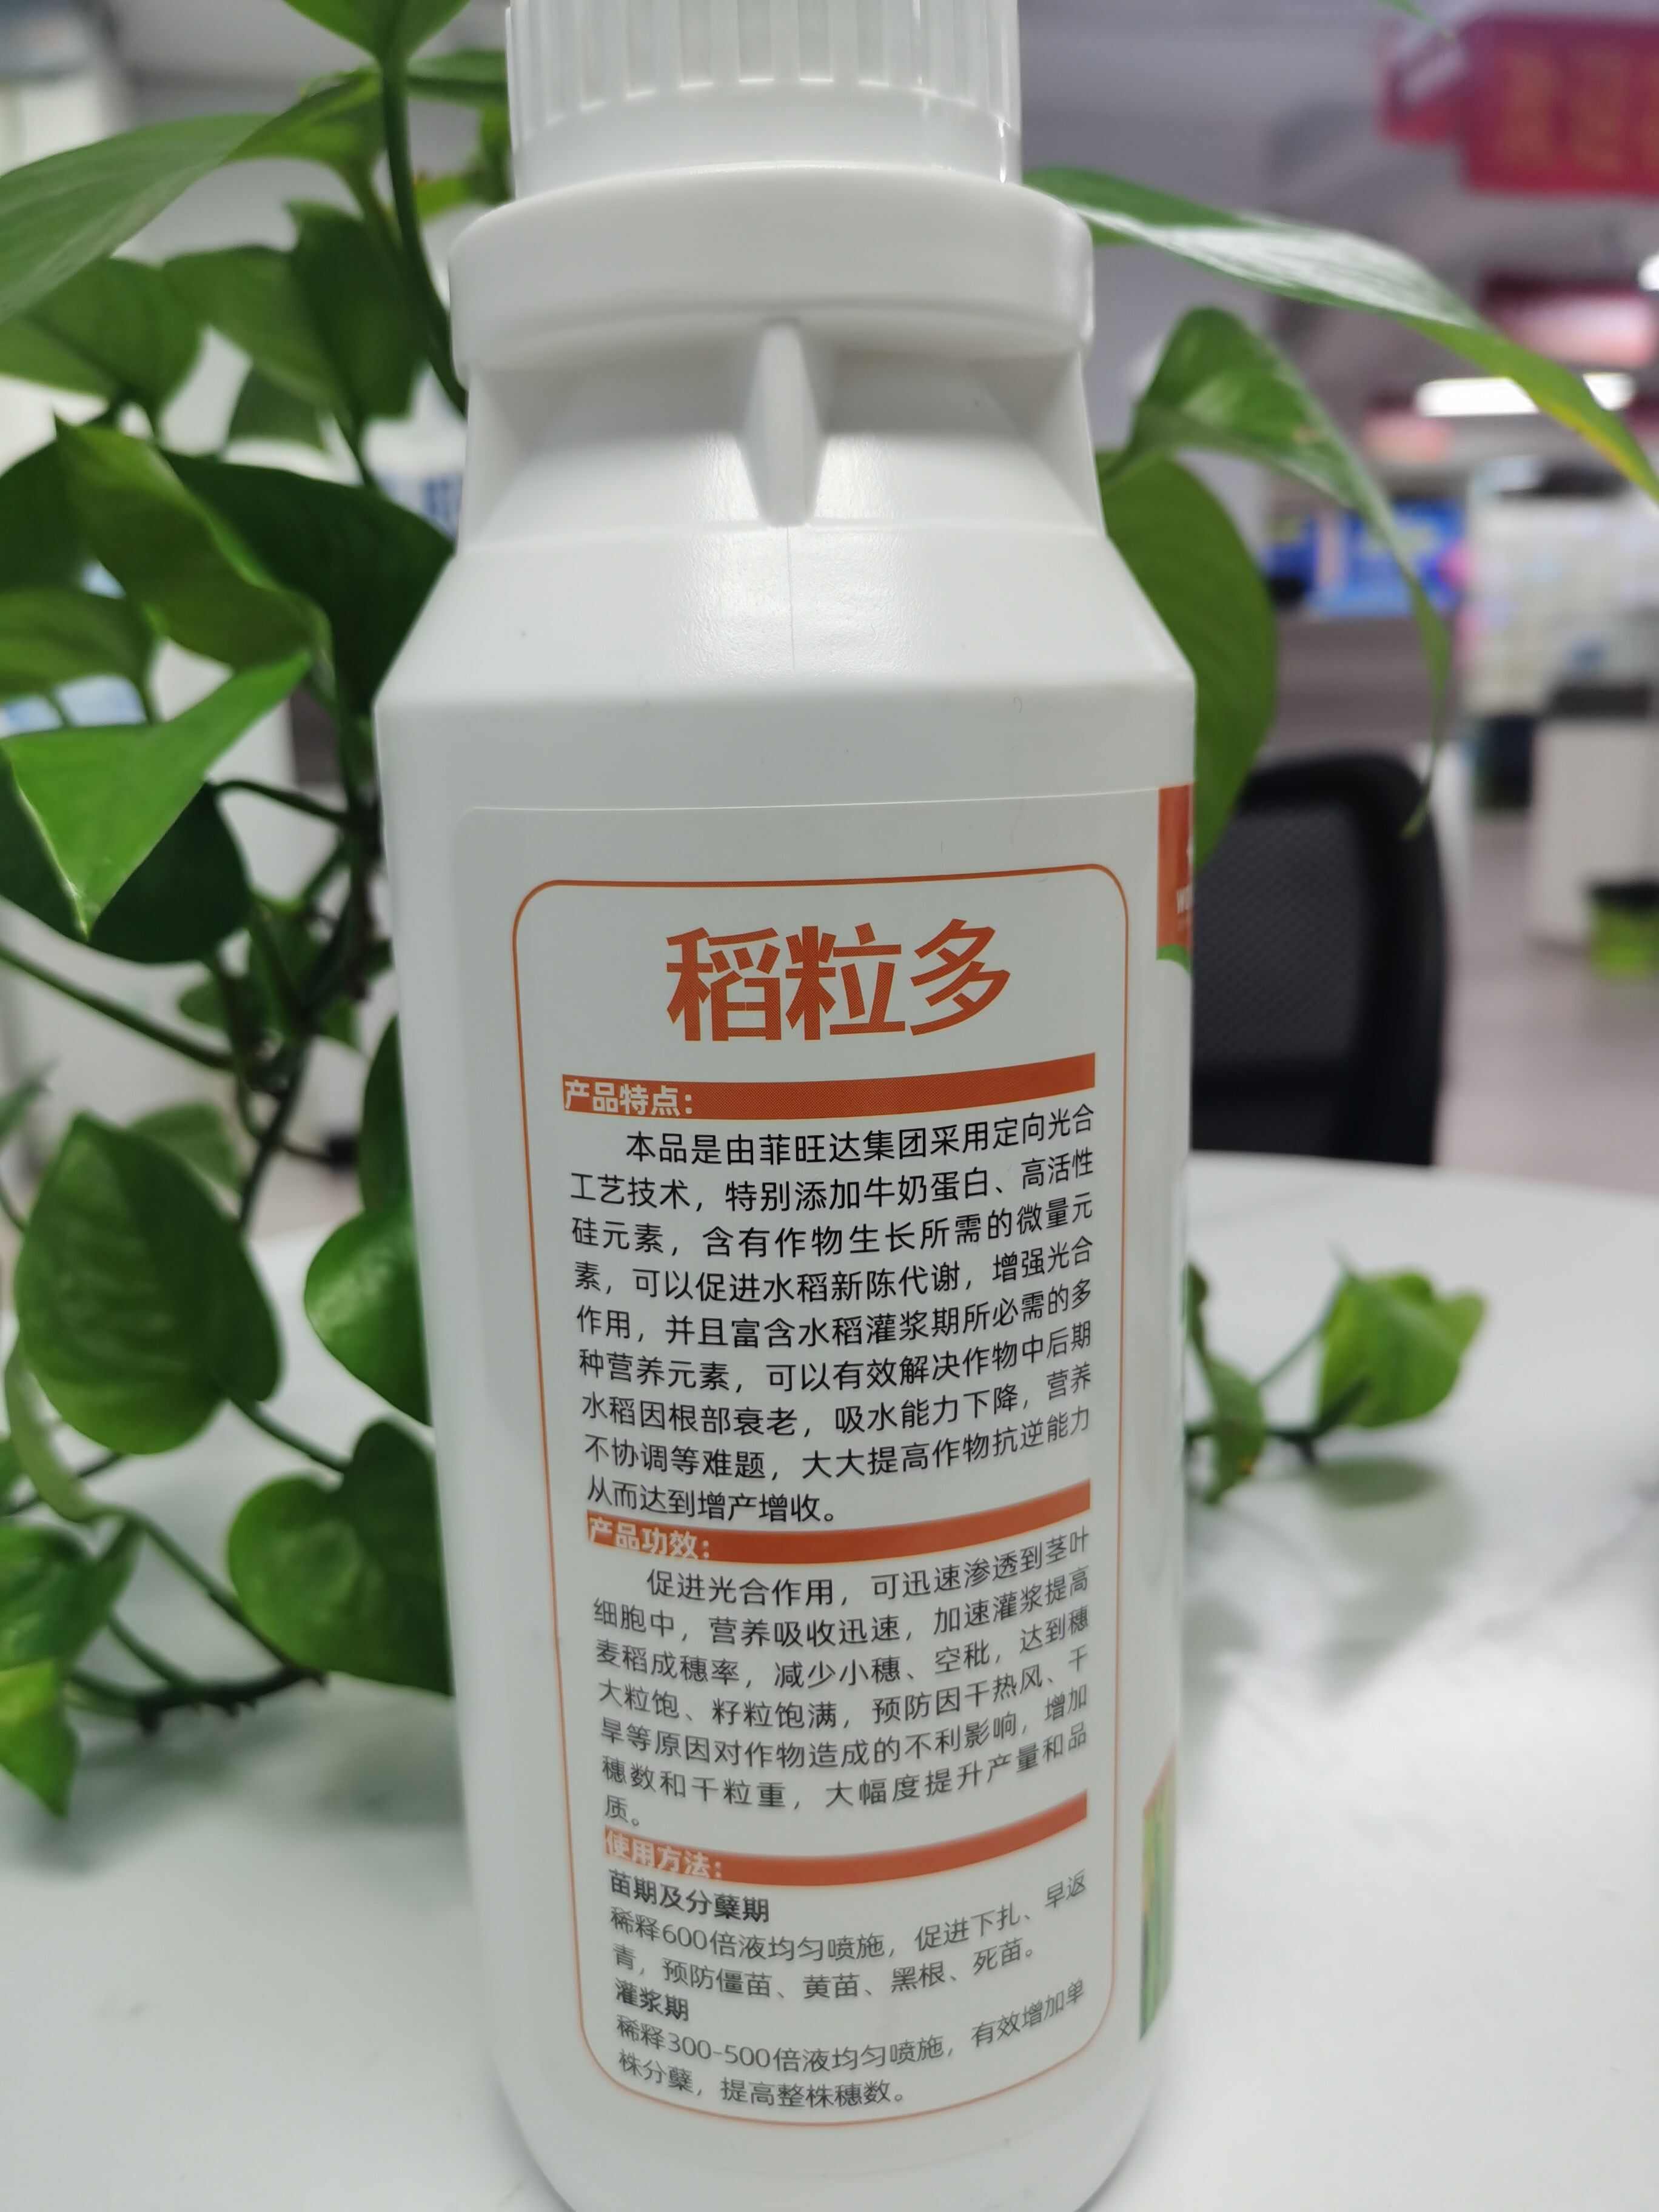 稻粒多
产品特点：
本品是由菲旺达集团采用定向光合
工艺技术，特别添加牛奶蛋白、高活性
硅元素，含有作物生长所需的微量元
素，可以促进水稻新陈代谢，增强光合
作用，并且富含水稻灌浆期所必需的多
种营养元素，可以有效解决作物中后期
水稻因根部衰老，吸水能力下降，营养
不协调等难题，大大提高作物抗逆能力
从而达到增产增收。
产品功效：
促进光合作用，可迅速渗透到茎叶
细胞中，营养吸收迅速，加速灌浆提高
麦稻成穗率，减少小穗、空秕，达到穗
大粒饱、籽粒饱满，预防因干热风、干
旱等原因对作物造成的不利影响，增加
穗数和千粒重，大幅度提升产量和品
质。
使用方法：
苗期及分蘖期
稀释600倍液均匀喷施，促进下扎、早返
青，预防僵苗、黄苗、黑根、死苗。
灌浆期
稀释300-500倍液均匀喷施，有效增加单
株分蘖，提高整株穗数。